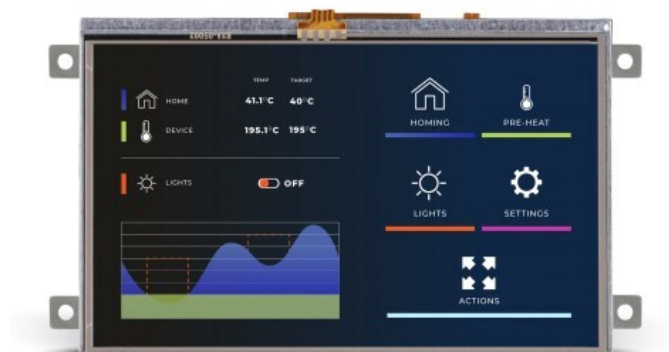 TEMP TARGET
HOME 41.1°C 40°C
DEVICE 195.1°C 195°C
LIGHTS OFF
HOMING PRE-HEAT
LIGHTS SETTINGS
ACTIONS